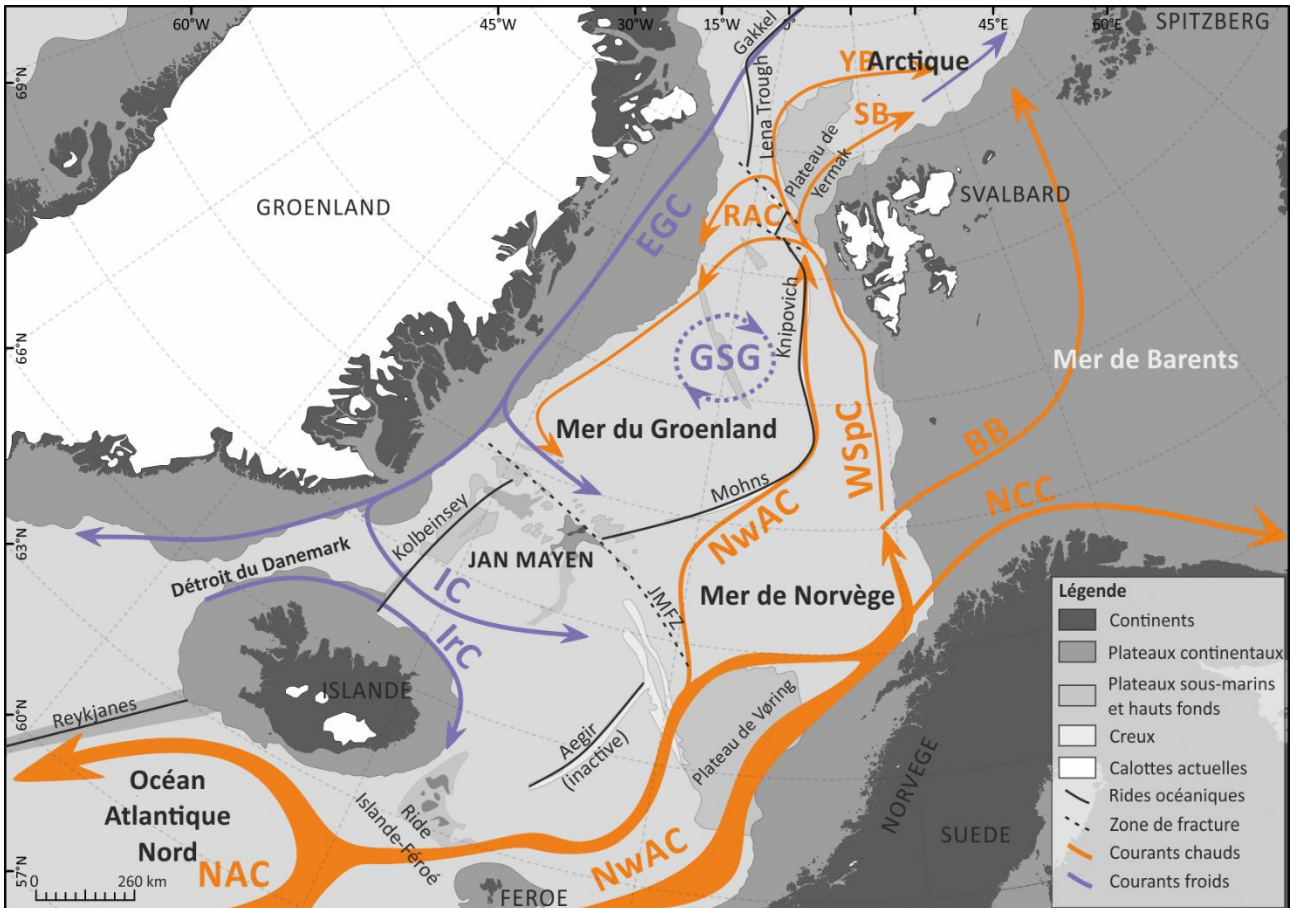 60°W
45°W
30°W
15°W
0°
45°E
60°E
SPITZBERG
69°N
66°N
63°N
60°N
57°N
Gakkel
YB
Arctique
SB
Lena Trough
Plateau de
Yermak
GROENLAND
EGC
RAC
SVALBARD
Knipovich
GSG
Mer de Barents
Mer du Groenland
WSpC
BB
Mohns
NwAC
NCC
Kolbeinsey
JAN MAYEN
Détroit du Danemark
IC
IrC
JMFZ
Mer de Norvège
ISLANDE
Reykjanes
Aegir
(inactive)
Plateau de Vøring
NORVEGE
SUEDE
Océan
Atlantique
Nord
NAC
Ride
Islande-Féroé
NwAC
FEROE
50
260 km
Légende
Continents
Plateaux continentaux
Plateaux sous-marins
et hauts fonds
Creux
Calottes actuelles
Rides océaniques
Zone de fracture
Courants chauds
Courants froids